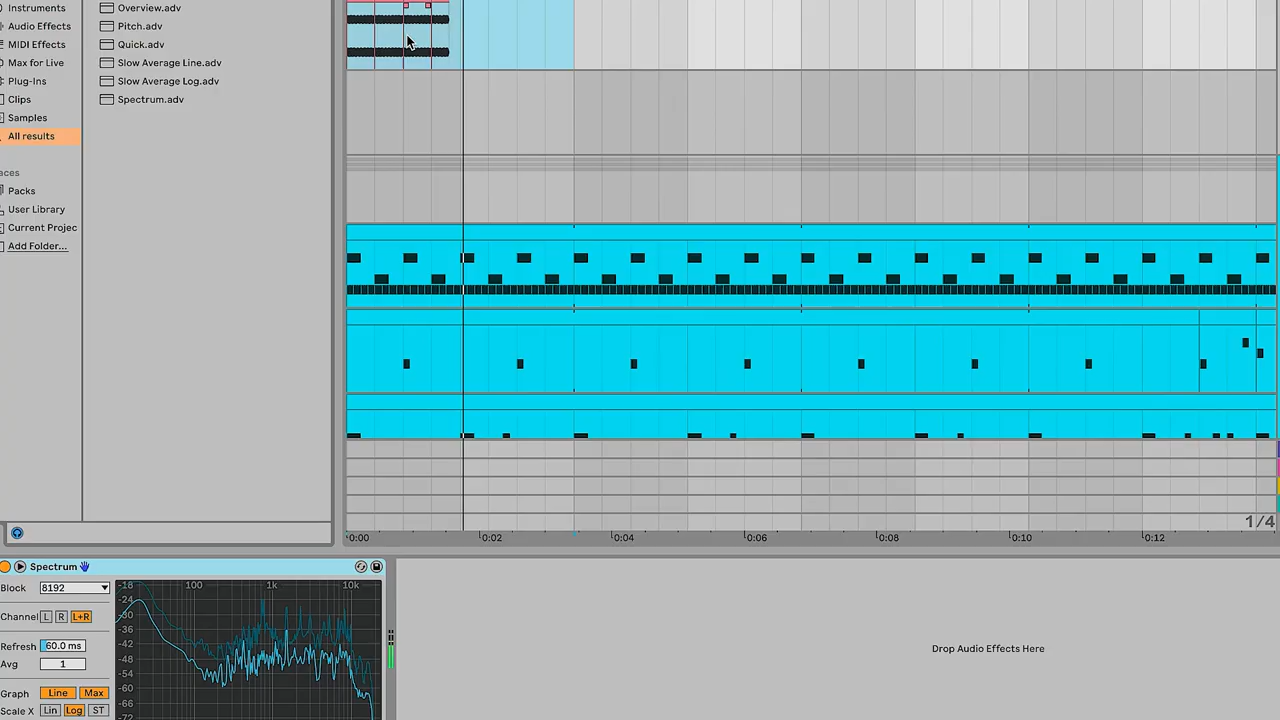 Instruments
Audio Effects
MIDI Effects
Max for Live
Plug-Ins
Clips
Samples
All results
aces
Packs
User Library
Current Projec
Add Folder...
Overview.adv
Pitch.adv
Quick.adv
Slow Average Line.adv
Slow Average Log.adv
Spectrum.adv
1/4
0:00 0:02 0:04 0:06 0:08 0:10 0:12
Spectrum
Block 8192
Channel L R L+R
Refresh 60.0 ms
Avg 1
Graph Line Max
Scale X Lin Log ST
100 1k 10k
-18
-24
-30
-36
-42
-48
-54
-60
-66
-72
Drop Audio Effects Here